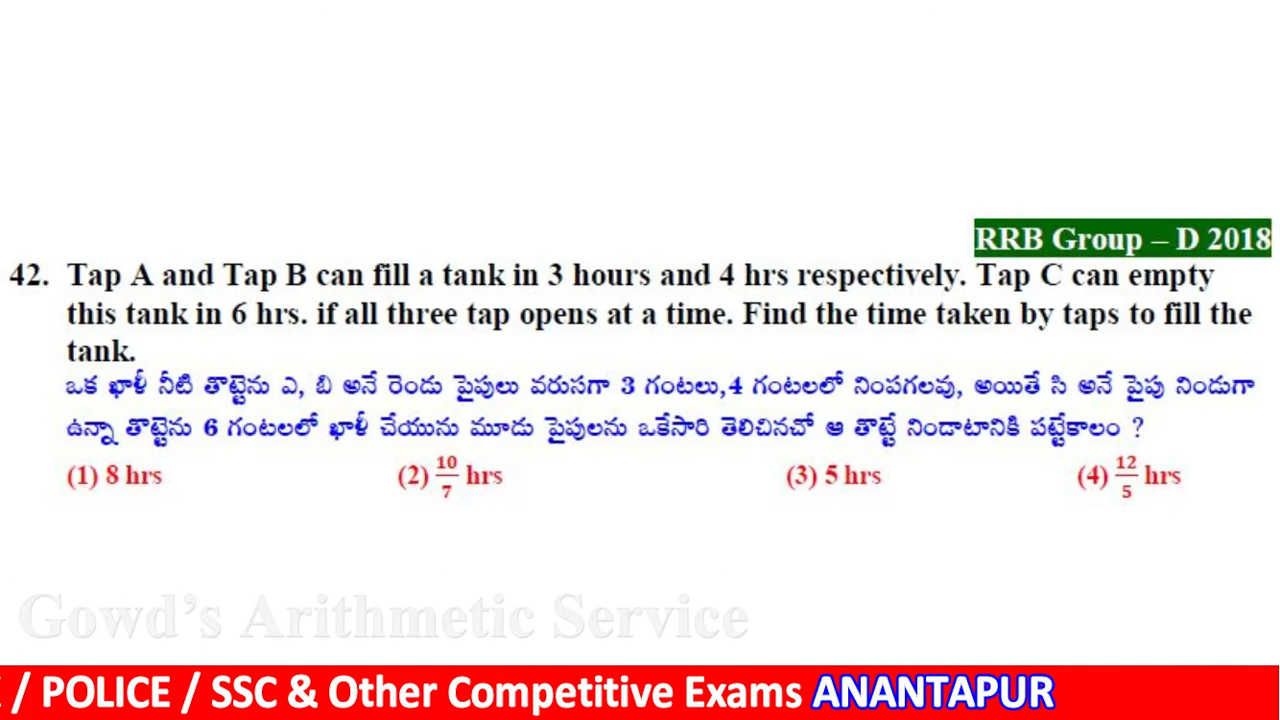 RRB Group – D 2018
42. Tap A and Tap B can fill a tank in 3 hours and 4 hrs respectively. Tap C can empty
this tank in 6 hrs. if all three tap opens at a time. Find the time taken by taps to fill the
tank.
ఒక ఖాళీ నీటి తొట్టెను ఎ, బి అనే రెండు పైపులు వరుసగా 3 గంటలు,4 గంటలలో నింపగలవు, అయితే సి అనే పైపు నిండుగా
ఉన్నా తొట్టెను 6 గంటలలో ఖాళీ చేయును మూడు పైపులను ఒకేసారి తెలిచినచో ఆ తొట్టే నిండాటానికి పట్టేకాలం ?
(1) 8 hrs (2) 10/7 hrs (3) 5 hrs (4) 12/5 hrs
Gowd's Arithmetic Service
/ POLICE / SSC & Other Competitive Exams ANANTAPUR